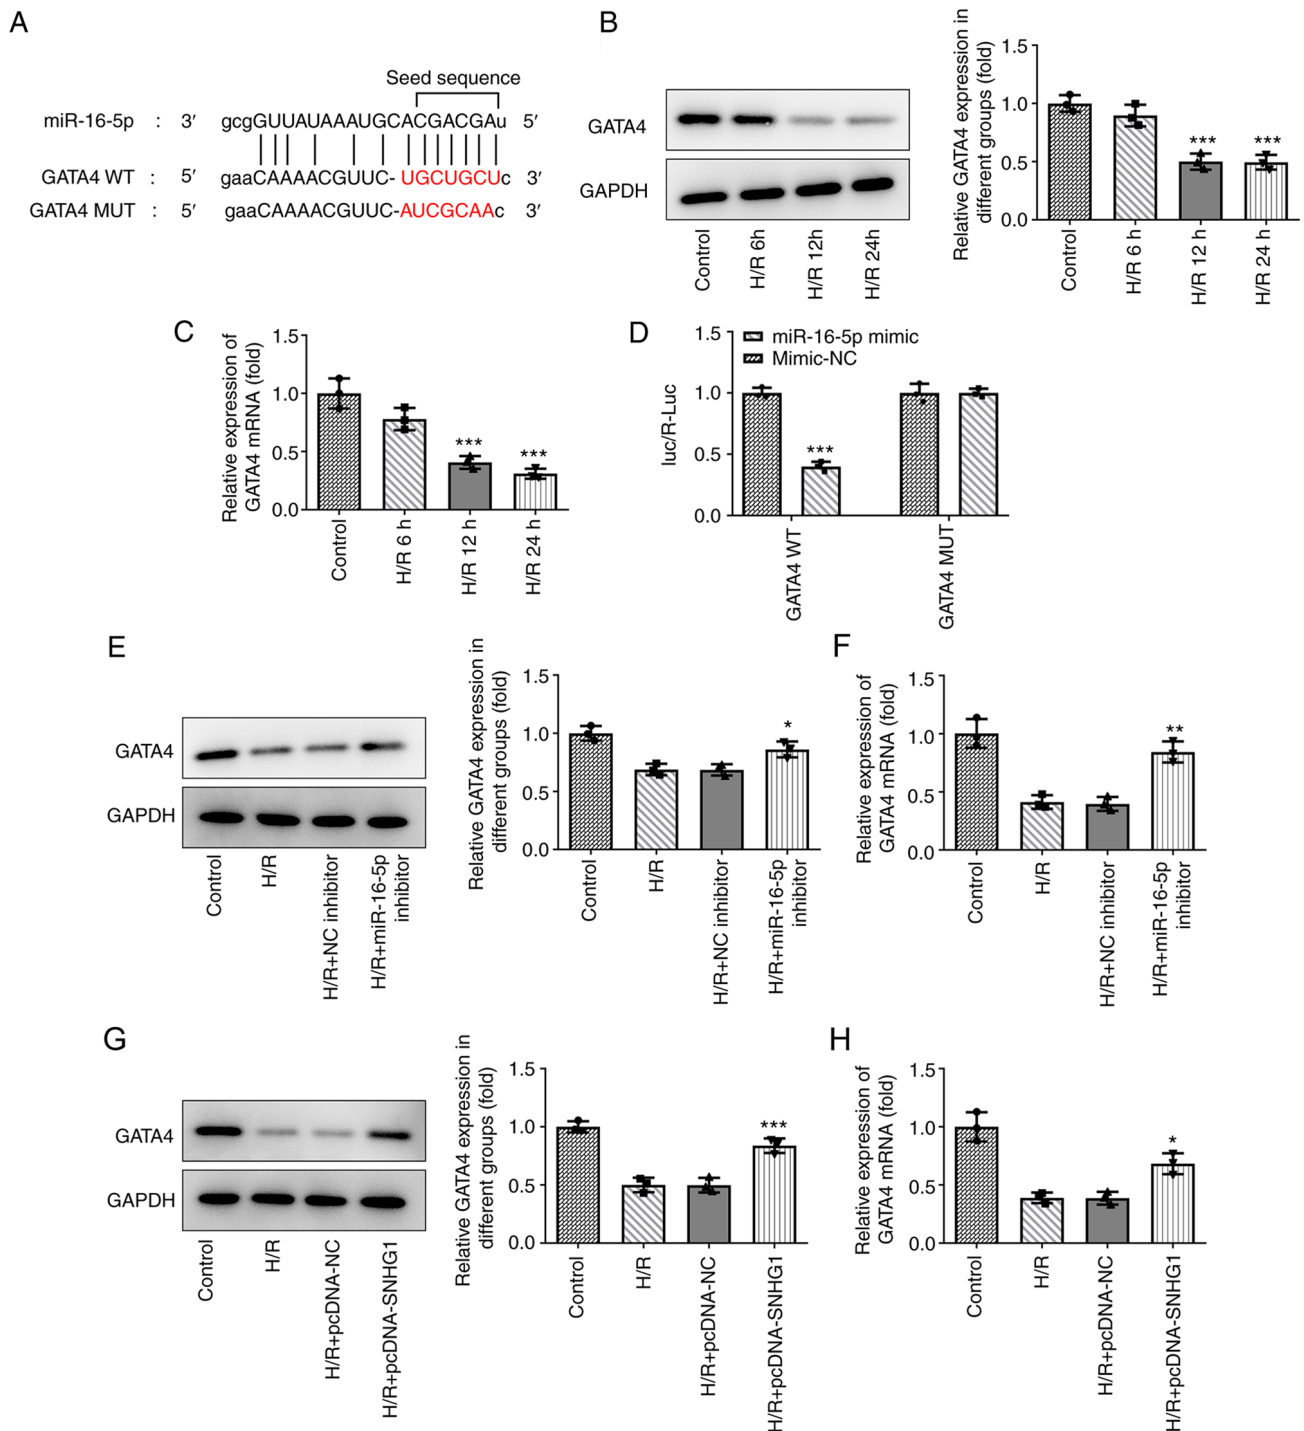 A
Seed sequence
miR-16-5p : 3′ gcgGUUAUAAAUGCACGACGAu 5′
GATA4 WT : 5′ gaaCAAAACGUUC-UGCUGCUc 3′
GATA4 MUT : 5′ gaaCAAAACGUUC-AUCGCAAc 3′
B
GATA4
GAPDH
Control
H/R 6h
H/R 12h
H/R 24h
Relative GATA4 expression in
different groups (fold)
1.5
1.0
0.5
0.0
***
***
Control
H/R 6 h
H/R 12 h
H/R 24 h
C
Relative expression of
GATA4 mRNA (fold)
1.5
1.0
0.5
0.0
***
***
Control
H/R 6 h
H/R 12 h
H/R 24 h
D
luc/R-Luc
1.5
1.0
0.5
0.0
miR-16-5p mimic
Mimic-NC
***
GATA4 WT
GATA4 MUT
E
GATA4
GAPDH
Control
H/R
H/R+NC inhibitor
H/R+miR-16-5p
inhibitor
Relative GATA4 expression in
different groups (fold)
1.5
1.0
0.5
0.0
*
Control
H/R
H/R+NC inhibitor
H/R+miR-16-5p
inhibitor
F
Relative expression of
GATA4 mRNA (fold)
1.5
1.0
0.5
0.0
**
Control
H/R
H/R+NC inhibitor
H/R+miR-16-5p
inhibitor
G
GATA4
GAPDH
Control
H/R
H/R+pcDNA-NC
H/R+pcDNA-SNHG1
Relative GATA4 expression in
different groups (fold)
1.5
1.0
0.5
0.0
***
Control
H/R
H/R+pcDNA-NC
H/R+pcDNA-SNHG1
H
Relative expression of
GATA4 mRNA (fold)
1.5
1.0
0.5
0.0
*
Control
H/R
H/R+pcDNA-NC
H/R+pcDNA-SNHG1